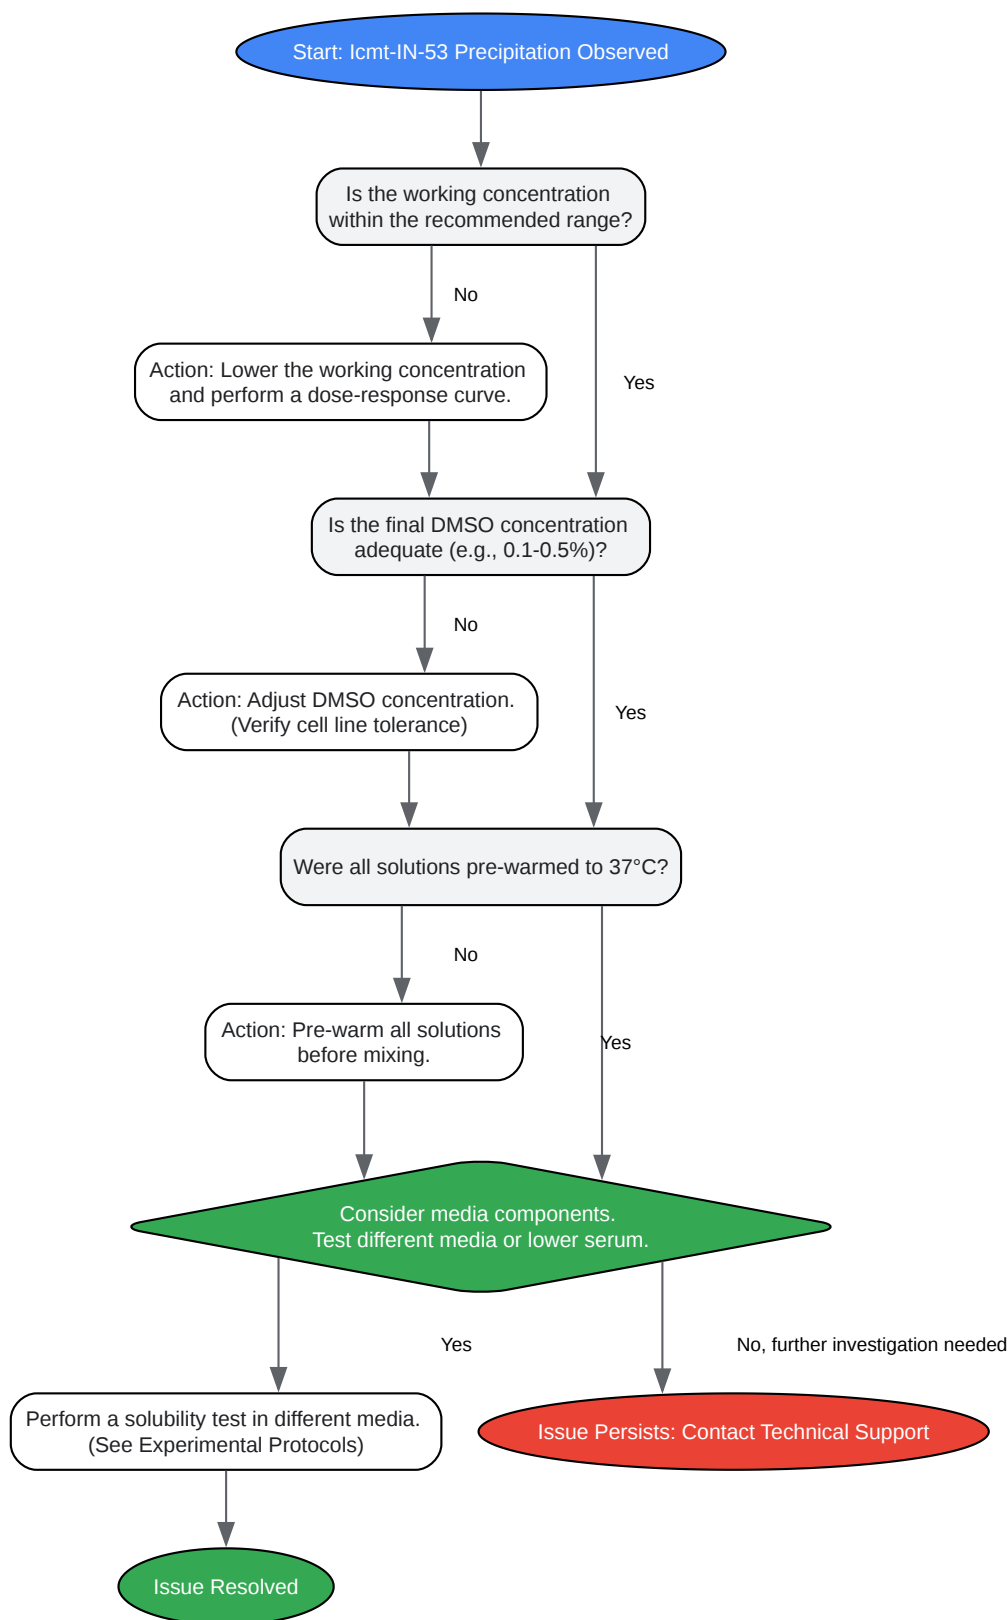 Start: Icmt-IN-53 Precipitation Observed
Is the working concentration
within the recommended range?
No
Action: Lower the working concentration
and perform a dose-response curve.
Yes
Is the final DMSO concentration
adequate (e.g., 0.1-0.5%)?
No
Action: Adjust DMSO concentration.
(Verify cell line tolerance)
Yes
Were all solutions pre-warmed to 37°C?
No
Action: Pre-warm all solutions
before mixing.
Yes
Consider media components.
Test different media or lower serum.
Yes
No, further investigation needed
Perform a solubility test in different media.
(See Experimental Protocols)
Issue Persists: Contact Technical Support
Issue Resolved